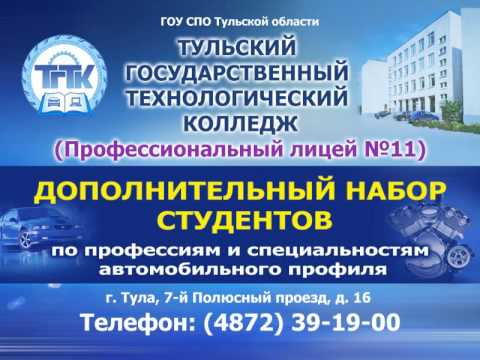 ГОУ СПО Тульской области
ТУЛЬСКИЙ
ГОСУДАРСТВЕННЫЙ
ТЕХНОЛОГИЧЕСКИЙ
КОЛЛЕДЖ
(Профессиональный лицей №11)
ТГТК
ДОПОЛНИТЕЛЬНЫЙ НАБОР
СТУДЕНТОВ
по профессиям и специальностям
автомобильного профиля
г. Тула, 7-й Полюсный проезд, д. 16
Телефон: (4872) 39-19-00